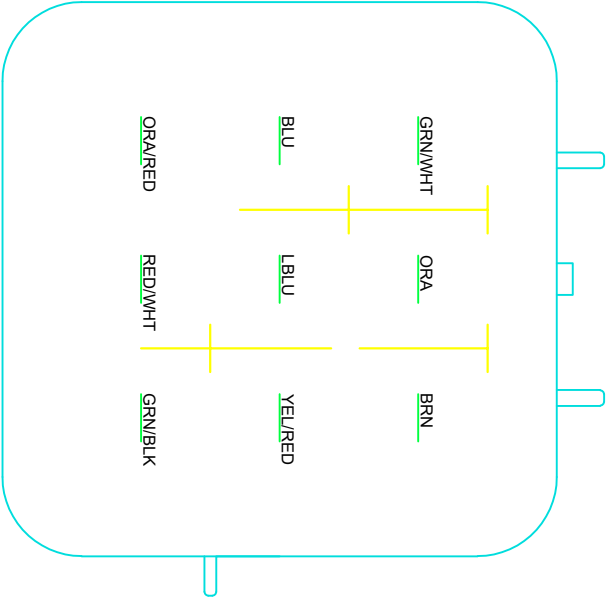 ORA/RED
BLU
GRN/WHT
RED/WHT
LBLU
ORA
GRN/BLK
YEL/RED
BRN